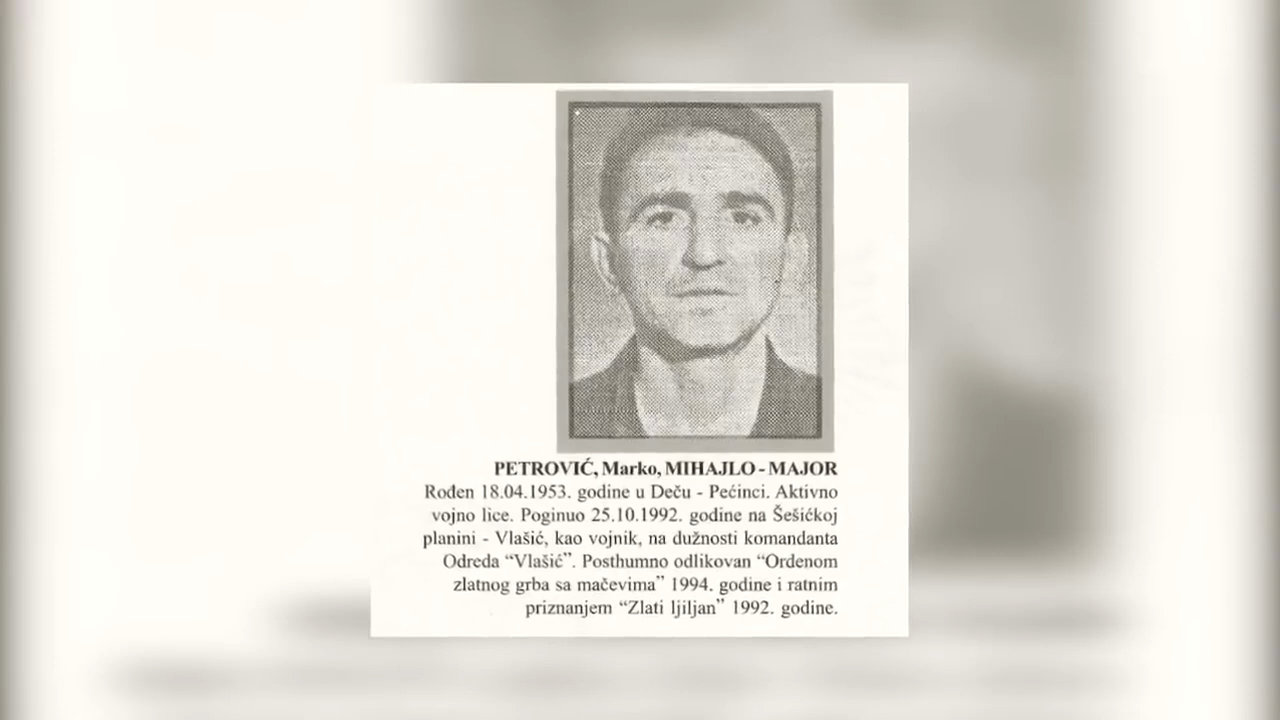 PETROVIĆ, Marko, MIHAJLO - MAJOR
Rođen 18.04.1953. godine u Deču - Pećinci. Aktivno
vojno lice. Poginuo 25.10.1992. godine na Šešićkoj
planini - Vlašić, kao vojnik, na dužnosti komandanta
Odreda “Vlašić”. Posthumno odlikovan “Ordenom
zlatnog grba sa mačevima” 1994. godine i ratnim
priznanjem “Zlati ljiljan” 1992. godine.